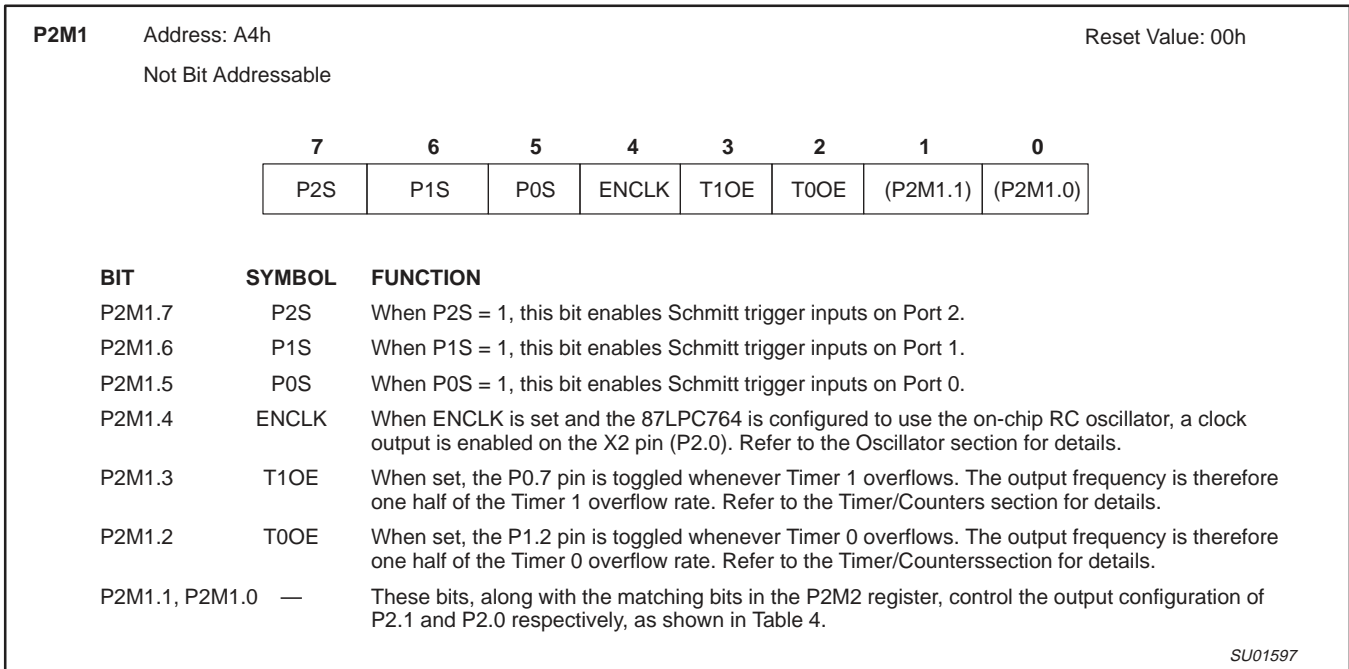 P2M1 Address: A4h Reset Value: 00h
Not Bit Addressable
7 6 5 4 3 2 1 0
P2S P1S P0S ENCLK T1OE T0OE (P2M1.1) (P2M1.0)
BIT SYMBOL FUNCTION
P2M1.7 P2S When P2S = 1, this bit enables Schmitt trigger inputs on Port 2.
P2M1.6 P1S When P1S = 1, this bit enables Schmitt trigger inputs on Port 1.
P2M1.5 P0S When P0S = 1, this bit enables Schmitt trigger inputs on Port 0.
P2M1.4 ENCLK When ENCLK is set and the 87LPC764 is configured to use the on-chip RC oscillator, a clock
output is enabled on the X2 pin (P2.0). Refer to the Oscillator section for details.
P2M1.3 T1OE When set, the P0.7 pin is toggled whenever Timer 1 overflows. The output frequency is therefore
one half of the Timer 1 overflow rate. Refer to the Timer/Counters section for details.
P2M1.2 T0OE When set, the P1.2 pin is toggled whenever Timer 0 overflows. The output frequency is therefore
one half of the Timer 0 overflow rate. Refer to the Timer/Counterssection for details.
P2M1.1, P2M1.0 — These bits, along with the matching bits in the P2M2 register, control the output configuration of
P2.1 and P2.0 respectively, as shown in Table 4.
SU01597